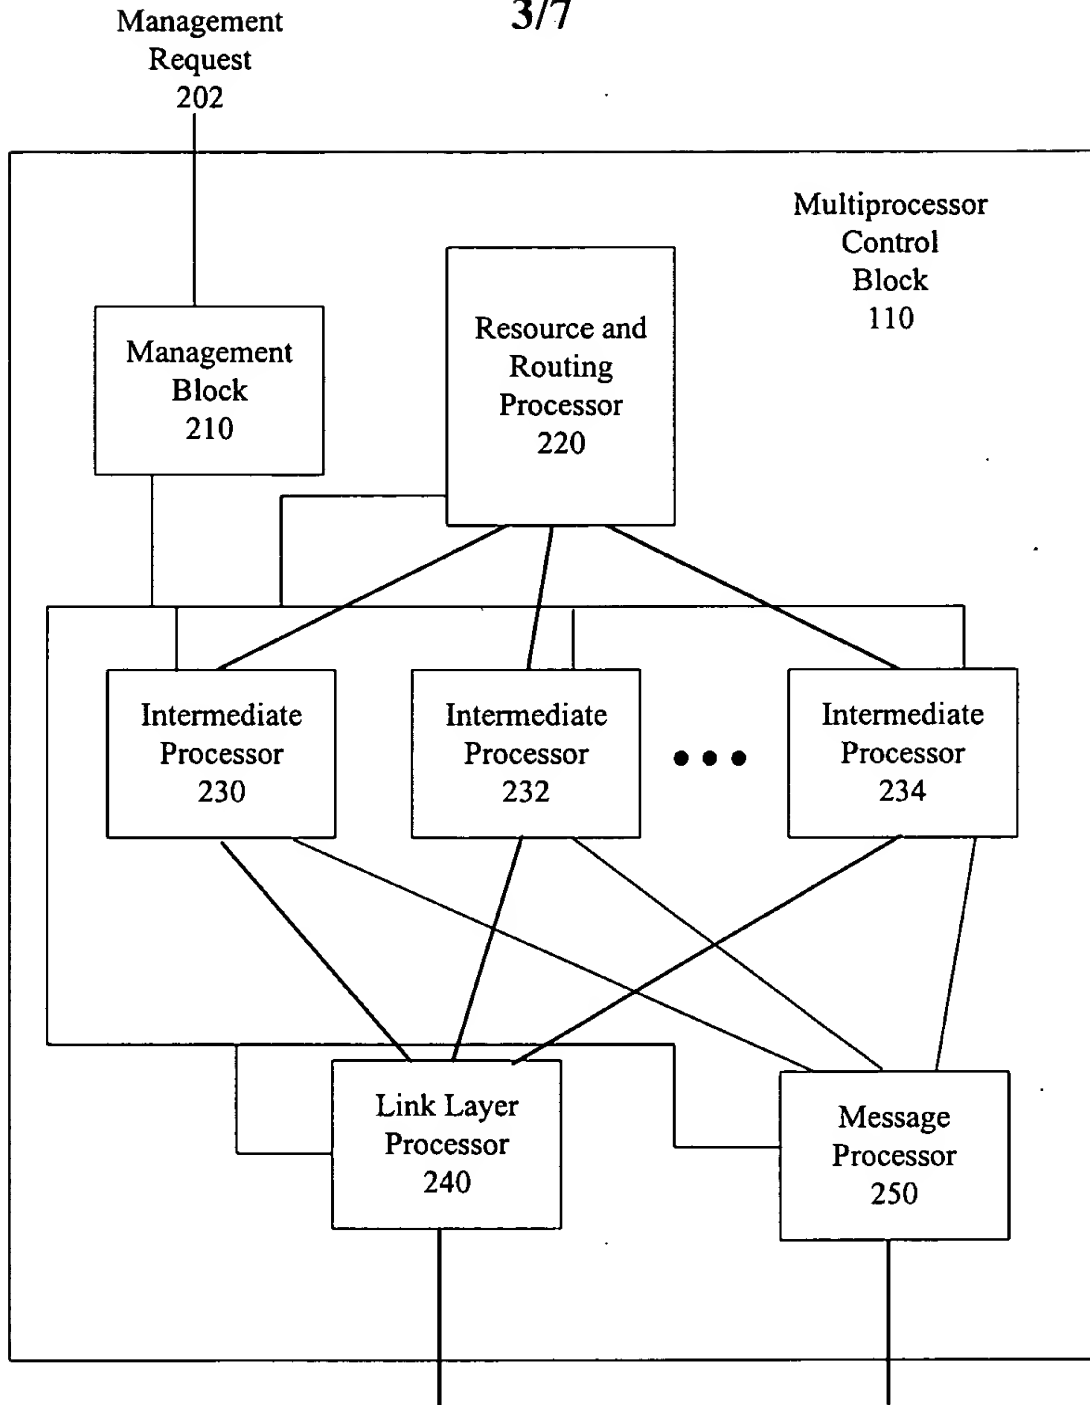 3/7
Management
Request
202
Multiprocessor
Control
Block
110
Management
Block
210
Resource and
Routing
Processor
220
Intermediate
Processor
230
Intermediate
Processor
232
Intermediate
Processor
234
Link Layer
Processor
240
Message
Processor
250